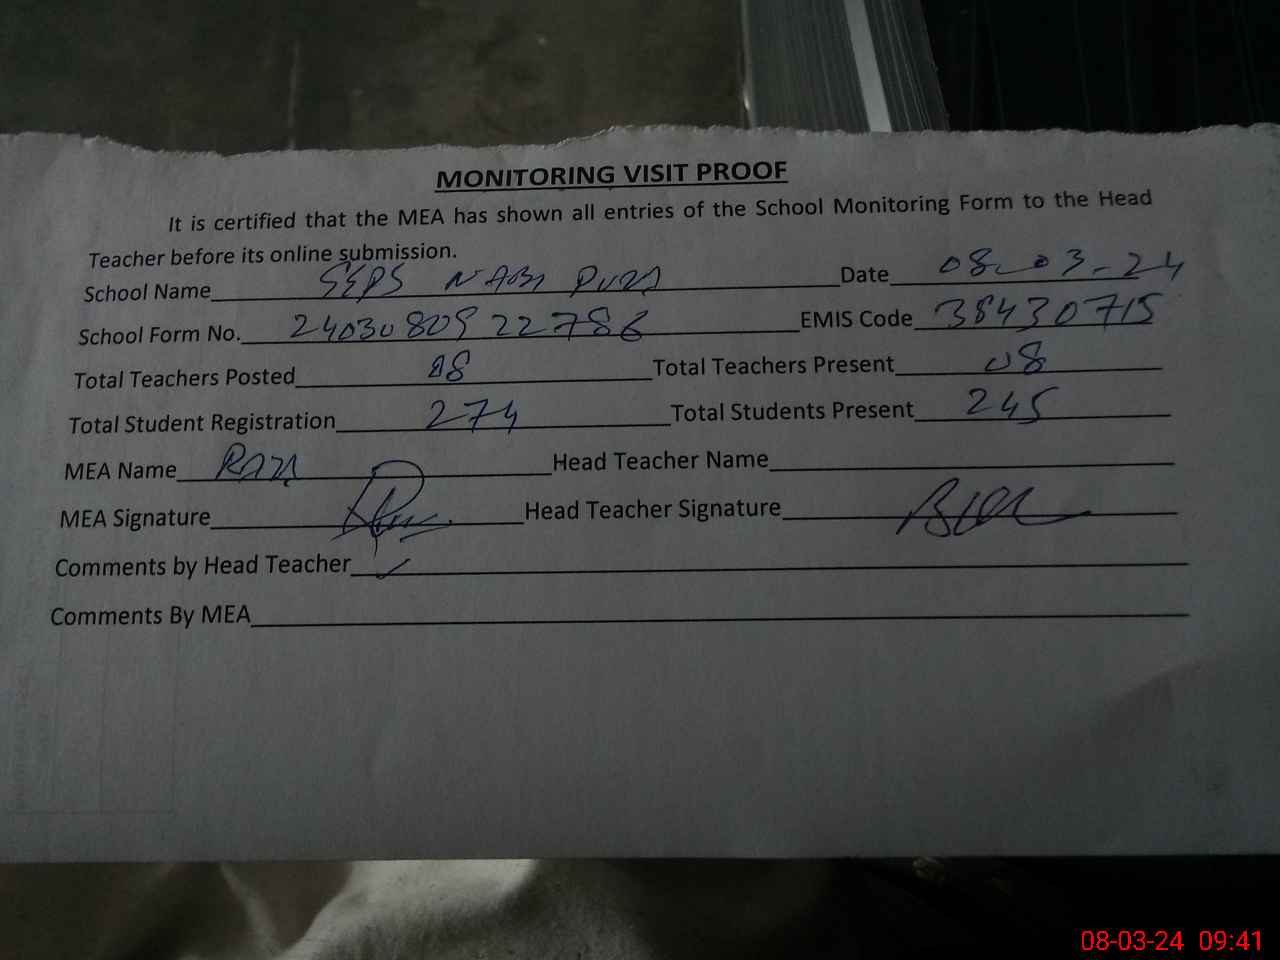 MONITORING VISIT PROOF
It is certified that the MEA has shown all entries of the School Monitoring Form to the Head
Teacher before its online submission.
School Name SEPS NABI PURA Date 08-03-24
School Form No. 2403080922786 EMIS Code 38430715
Total Teachers Posted 08 Total Teachers Present 08
Total Student Registration 274 Total Students Present 245
MEA Name Head Teacher Name
MEA Signature Head Teacher Signature
Comments by Head Teacher
Comments By MEA
08-03-24 09:41